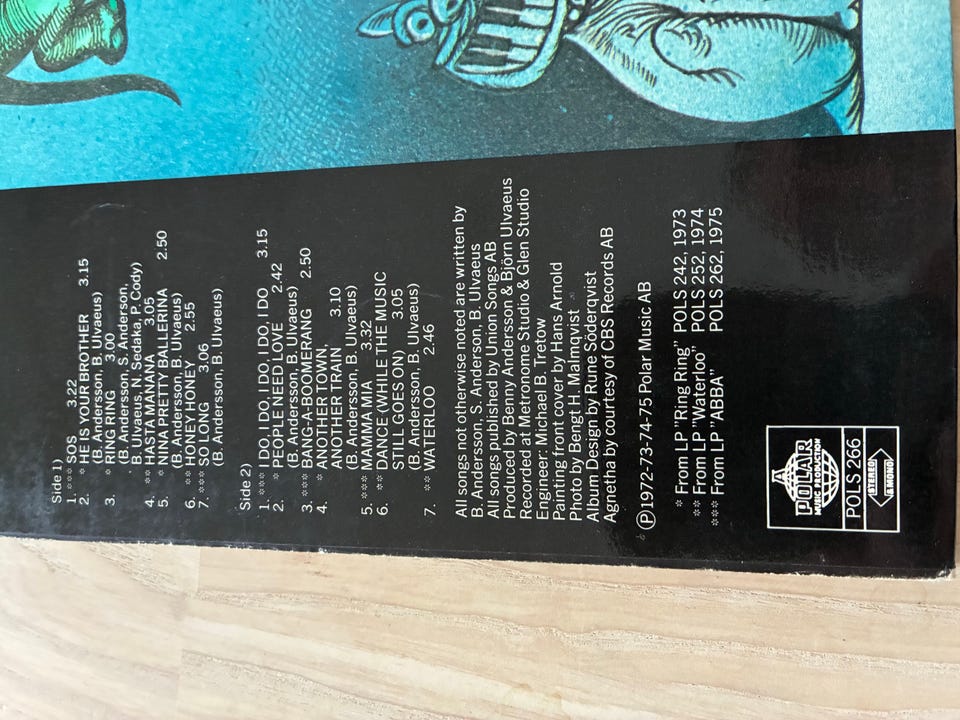 Side 1)
1. *** SOS 3.22
2. * HE IS YOUR BROTHER 3.15
(B. Andersson, B. Ulvaeus)
3. * RING RING 3.00
(B. Andersson, S. Anderson,
B. Ulvaeus, N. Sedaka, P. Cody)
4. ** HASTA MANANA 3.05
5. * NINA PRETTY BALLERINA 2.50
(B. Andersson, B. Ulvaeus)
6. ** HONEY HONEY 2.55
7. *** SO LONG 3.06
(B. Andersson, B. Ulvaeus)
Side 2)
1. *** I DO, I DO, I DO, I DO, I DO 3.15
2. * PEOPLE NEED LOVE 2.42
(B. Andersson, B. Ulvaeus)
3. *** BANG-A-BOOMERANG 2.50
4. * ANOTHER TOWN,
ANOTHER TRAIN 3.10
(B. Andersson, B. Ulvaeus)
5. *** MAMMA MIA 3.32
6. ** DANCE (WHILE THE MUSIC
STILL GOES ON) 3.05
(B. Andersson, B. Ulvaeus)
7. ** WATERLOO 2.46
All songs not otherwise noted are written by
B. Andersson, S. Anderson, B. Ulvaeus
All songs published by Union Songs AB
Produced by Benny Andersson & Björn Ulvaeus
Recorded at Metronome Studio & Glen Studio
Engineer: Michael B. Tretow
Painting front cover by Hans Arnold
Photo by Bengt H. Malmqvist
Album Design by Rune Söderqvist
Agnetha by courtesy of CBS Records AB
Ⓟ 1972-73-74-75 Polar Music AB
* From LP "Ring Ring" POLS 242, 1973
** From LP "Waterloo" POLS 252, 1974
*** From LP "ABBA" POLS 262, 1975
POLAR
MUSIC PRODUCTION
POLS 266
STEREO
& MONO